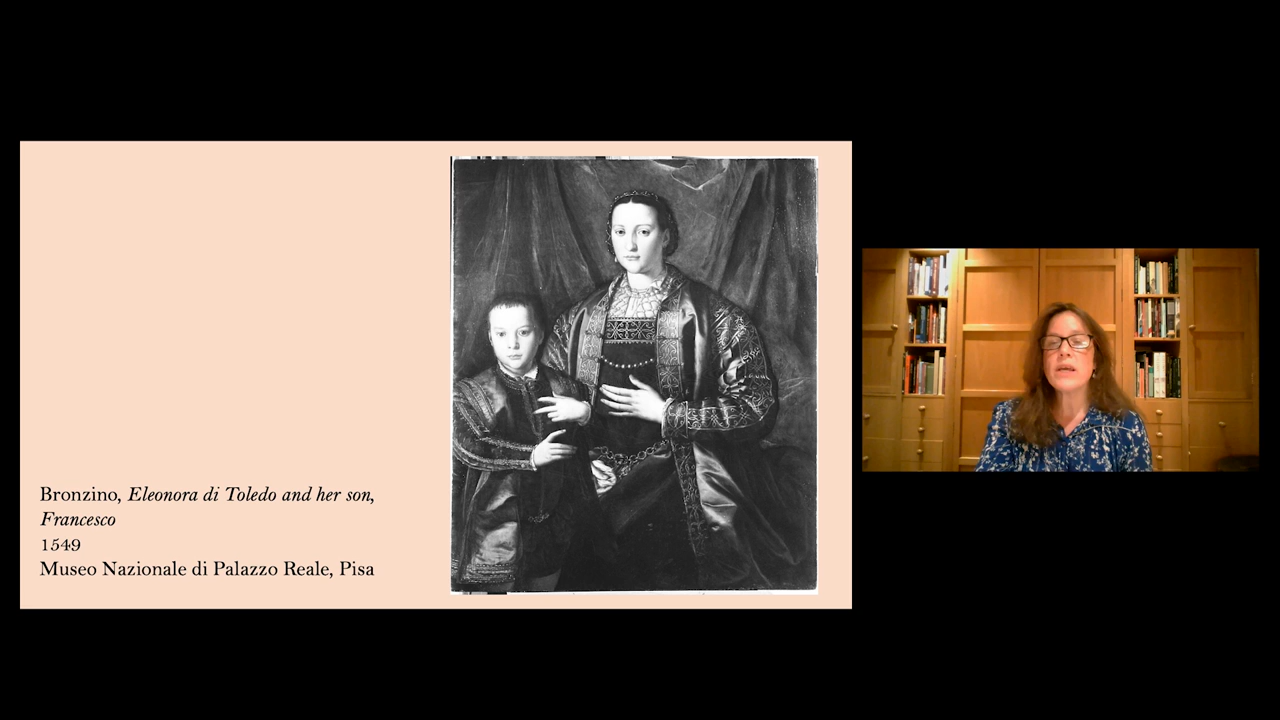 Bronzino, Eleonora di Toledo and her son,
Francesco
1549
Museo Nazionale di Palazzo Reale, Pisa